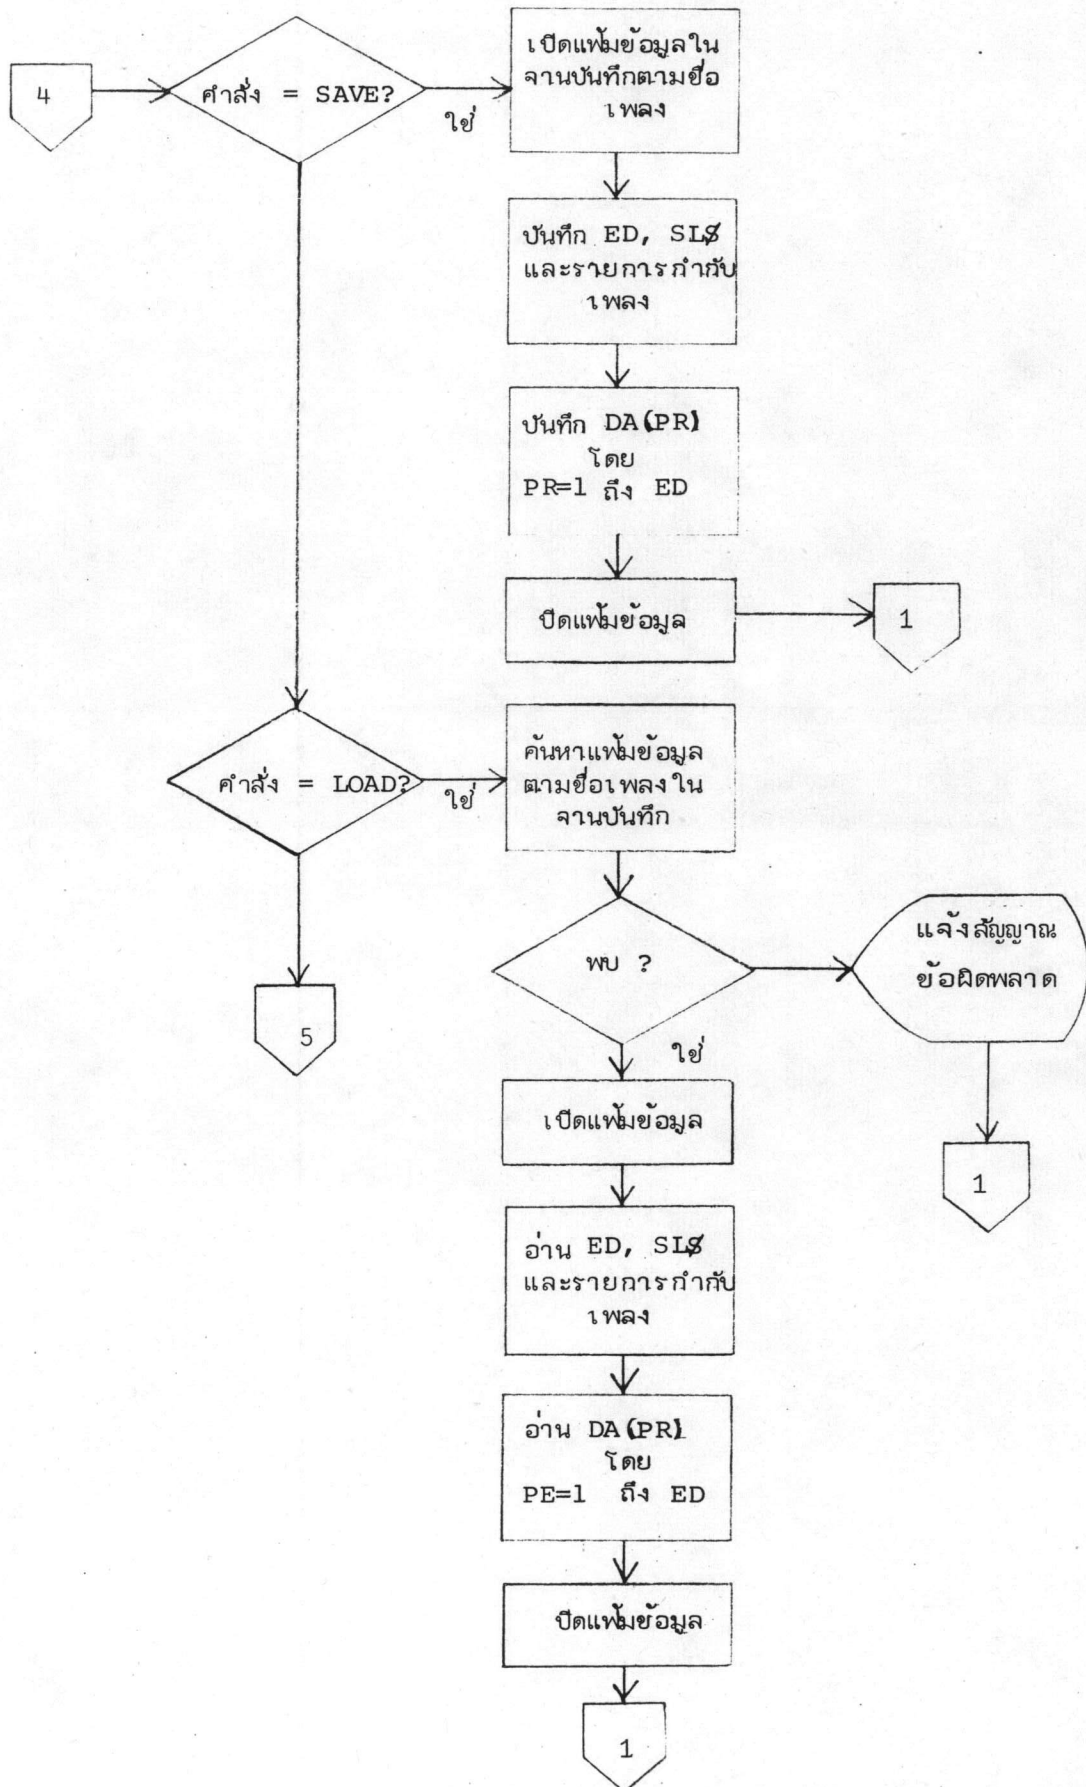 4
คำสั่ง = SAVE?
ใช่
เปิดแฟ้มข้อมูลใน
จานบันทึกตามชื่อ
เพลง
บันทึก ED, SL$
และรายการกำกับ
เพลง
บันทึก DA(PR)
โดย
PR=1 ถึง ED
ปิดแฟ้มข้อมูล
1
คำสั่ง = LOAD?
ใช่
ค้นหาแฟ้มข้อมูล
ตามชื่อเพลงใน
จานบันทึก
พบ ?
แจ้งสัญญาณ
ข้อผิดพลาด
5
ใช่
เปิดแฟ้มข้อมูล
1
อ่าน ED, SL$
และรายการกำกับ
เพลง
อ่าน DA(PR)
โดย
PE=1 ถึง ED
ปิดแฟ้มข้อมูล
1